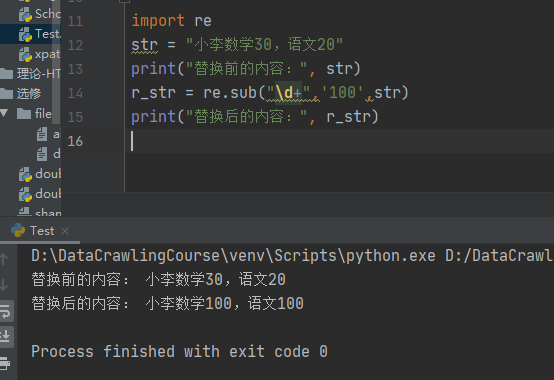 Scho
Test.
xpat
理论-HT
选修
file
a
d
doub
doub
shar
11 import re
12 str = "小李数学30，语文20"
13 print("替换前的内容：", str)
14 r_str = re.sub("\d+",'100',str)
15 print("替换后的内容：", r_str)
16
Test ×
D:\DataCrawlingCourse\venv\Scripts\python.exe D:/DataCrawl
替换前的内容： 小李数学30，语文20
替换后的内容： 小李数学100，语文100
Process finished with exit code 0